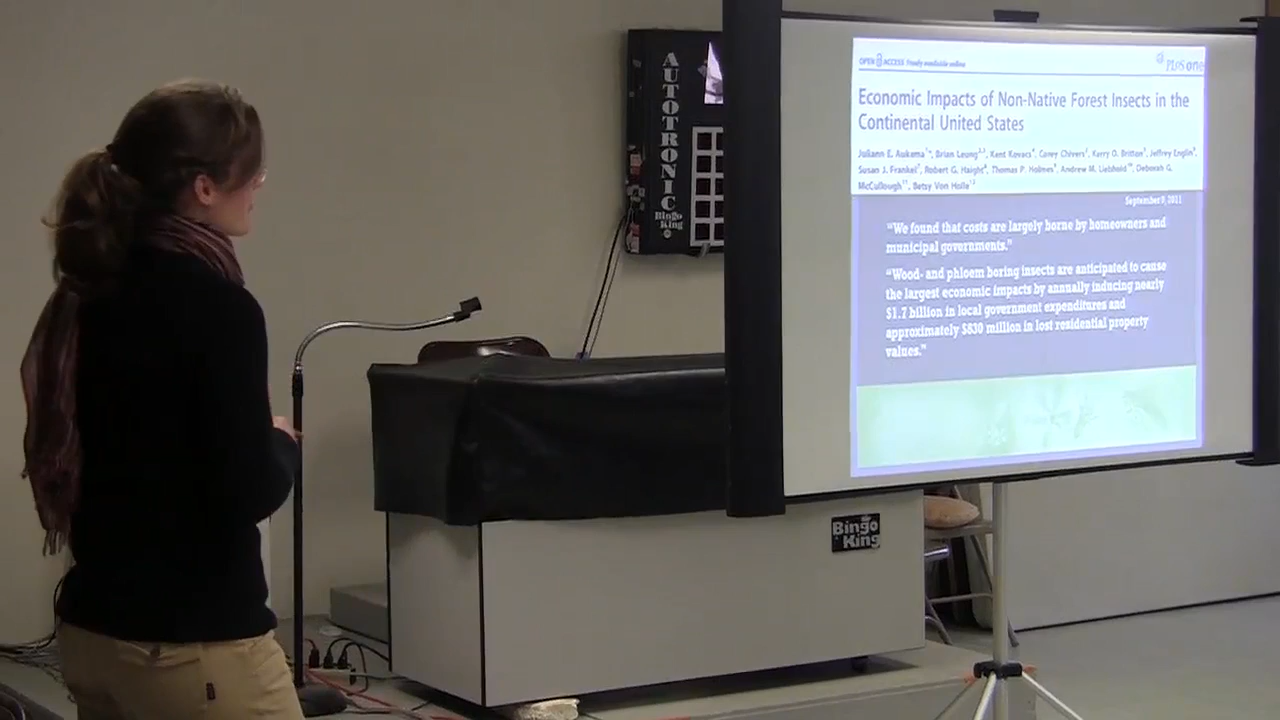 AUTOTRONIC
Bingo
King
OPEN ACCESS Freely available online
PLoS one
Economic Impacts of Non-Native Forest Insects in the
Continental United States
Juliann E. Aukema, Brian Leung, Kent Kovacs, Corey Chivers, Kerry O. Britton, Jeffrey Englin,
Susan J. Frankel, Robert G. Haight, Thomas P. Holmes, Andrew M. Liebhold, Deborah G.
McCullough, Betsy Von Holle
September 9, 2011
"We found that costs are largely borne by homeowners and
municipal governments."
"Wood- and phloem boring insects are anticipated to cause
the largest economic impacts by annually inducing nearly
$1.7 billion in local government expenditures and
approximately $830 million in lost residential property
values."
Bingo
King